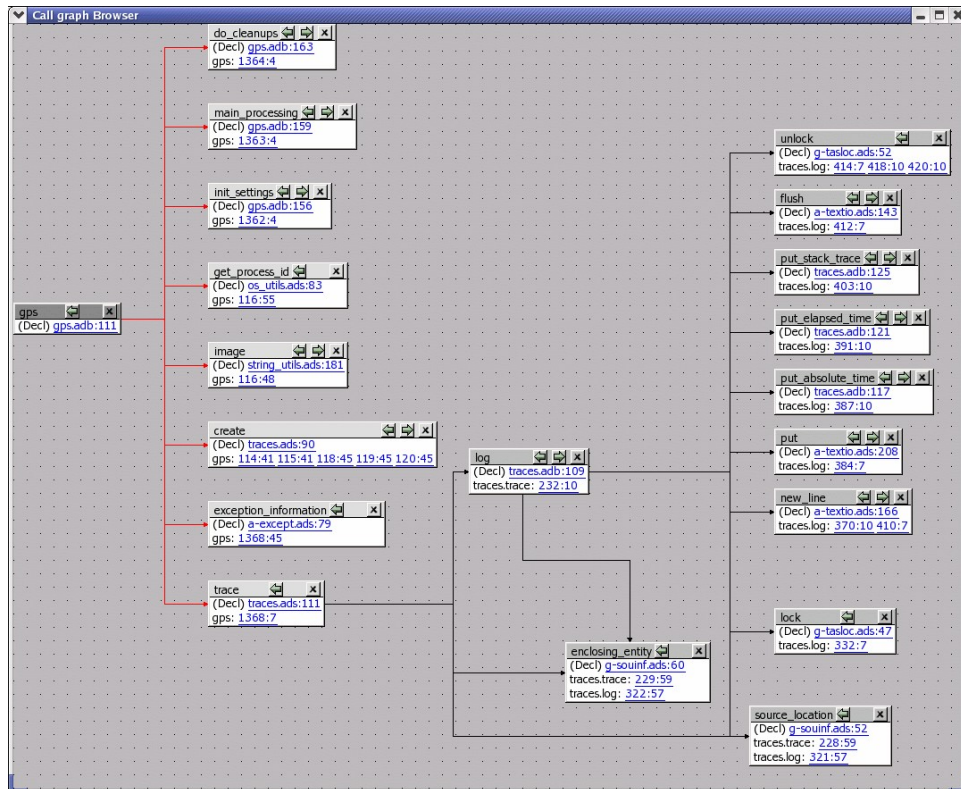 Call graph Browser
do_cleanups
(Decl) gps.adb:163
gps: 1364:4
main_processing
(Decl) gps.adb:159
gps: 1363:4
init_settings
(Decl) gps.adb:156
gps: 1362:4
get_process_id
(Decl) os_utils.ads:83
gps: 116:55
gps
(Decl) gps.adb:111
image
(Decl) string_utils.ads:181
gps: 116:48
create
(Decl) traces.ads:90
gps: 114:41 115:41 118:45 119:45 120:45
exception_information
(Decl) a-except.ads:79
gps: 1368:45
trace
(Decl) traces.ads:111
gps: 1368:7
log
(Decl) traces.adb:109
traces.trace: 232:10
enclosing_entity
(Decl) g-souinf.ads:60
traces.trace: 229:59
traces.log: 322:57
unlock
(Decl) g-tasloc.ads:52
traces.log: 414:7 418:10 420:10
flush
(Decl) a-textio.ads:143
traces.log: 412:7
put_stack_trace
(Decl) traces.adb:125
traces.log: 403:10
put_elapsed_time
(Decl) traces.adb:121
traces.log: 391:10
put_absolute_time
(Decl) traces.adb:117
traces.log: 387:10
put
(Decl) a-textio.ads:208
traces.log: 384:7
new_line
(Decl) a-textio.ads:166
traces.log: 370:10 410:7
lock
(Decl) g-tasloc.ads:47
traces.log: 332:7
source_location
(Decl) g-souinf.ads:52
traces.trace: 228:59
traces.log: 321:57